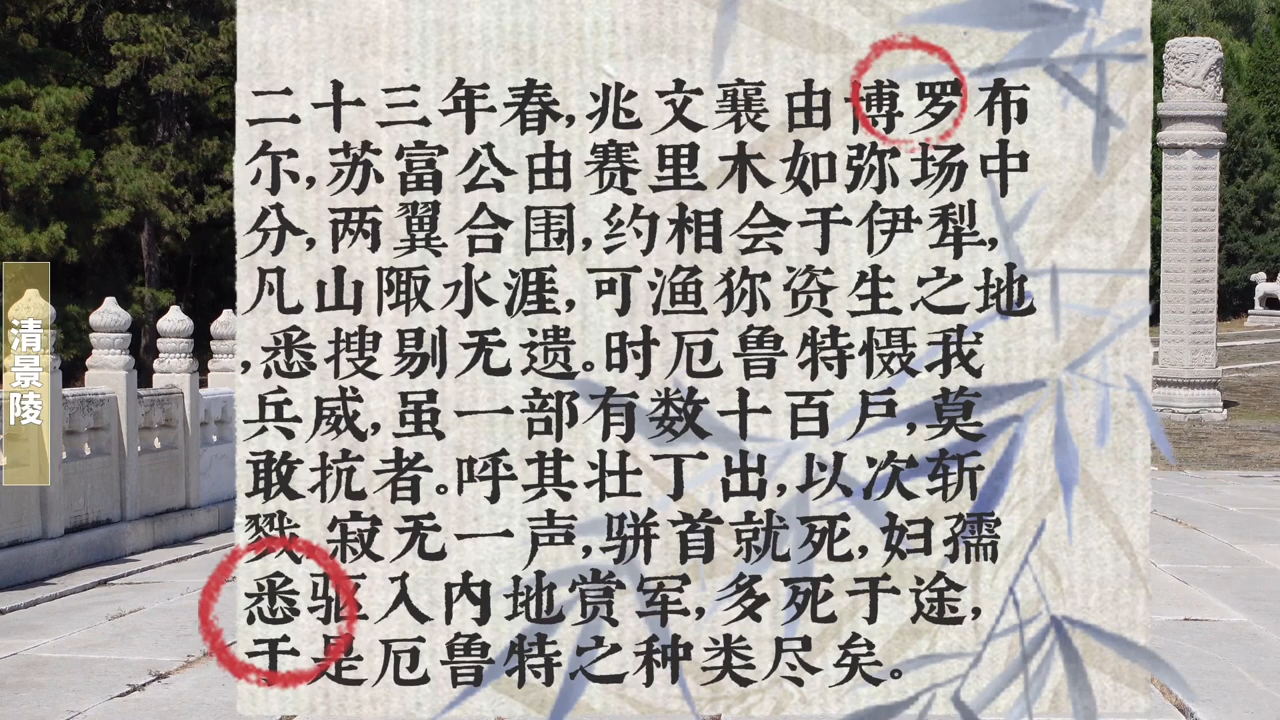 二十三年春,兆文襄由博罗布
尔,苏富公由赛里木如弥场中
分,两翼合围,约相会于伊犁,
凡山陬水涯,可渔狝资生之地
,悉搜剔无遗。时厄鲁特慑我
兵威,虽一部有数十百户,莫
敢抗者。呼其壮丁出,以次斩
戮,寂无一声,骈首就死,妇孺
悉驱入内地赏军,多死于途,
于是厄鲁特之种类尽矣。
清景陵